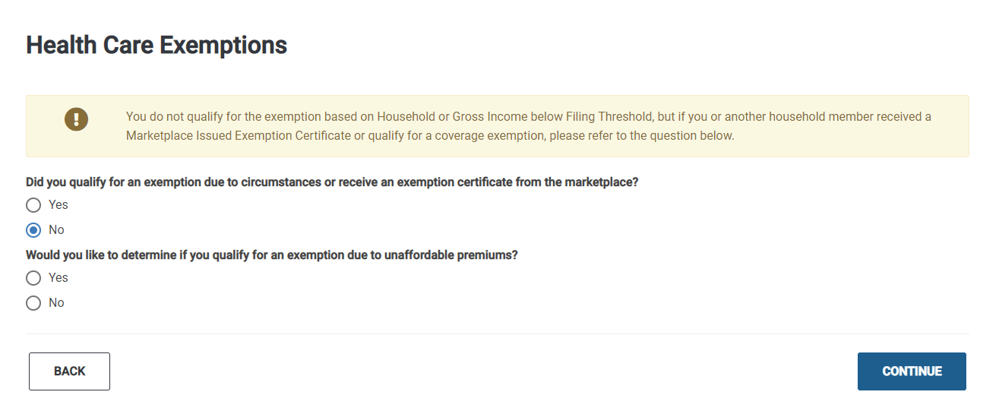 Health Care Exemptions
You do not qualify for the exemption based on Household or Gross Income below Filing Threshold, but if you or another household member received a
Marketplace Issued Exemption Certificate or qualify for a coverage exemption, please refer to the question below.
Did you qualify for an exemption due to circumstances or receive an exemption certificate from the marketplace?
Yes
No
Would you like to determine if you qualify for an exemption due to unaffordable premiums?
Yes
No
BACK
CONTINUE